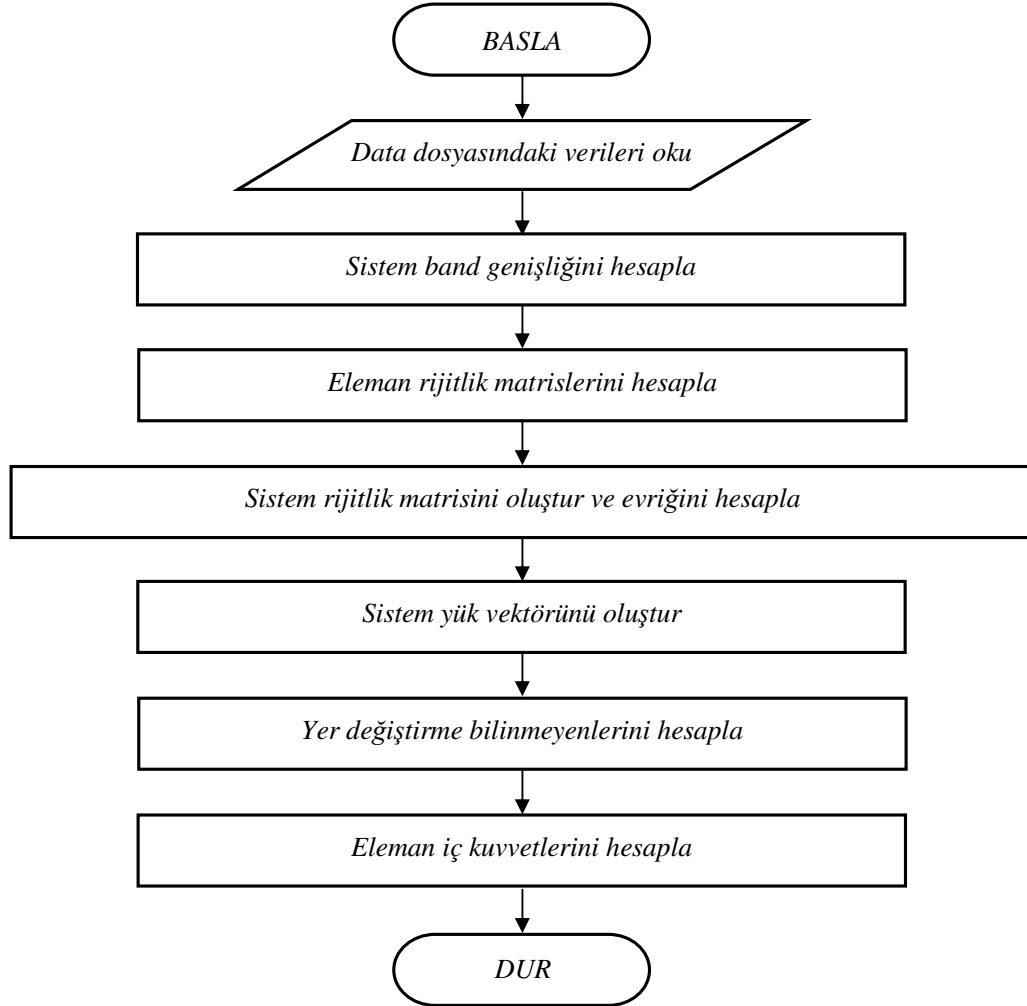 BASLA
Data dosyasındaki verileri oku
Sistem band genişliğini hesapla
Eleman rijitlik matrislerini hesapla
Sistem rijitlik matrisini oluştur ve evriğini hesapla
Sistem yük vektörünü oluştur
Yer değiştirme bilinmeyenlerini hesapla
Eleman iç kuvvetlerini hesapla
DUR